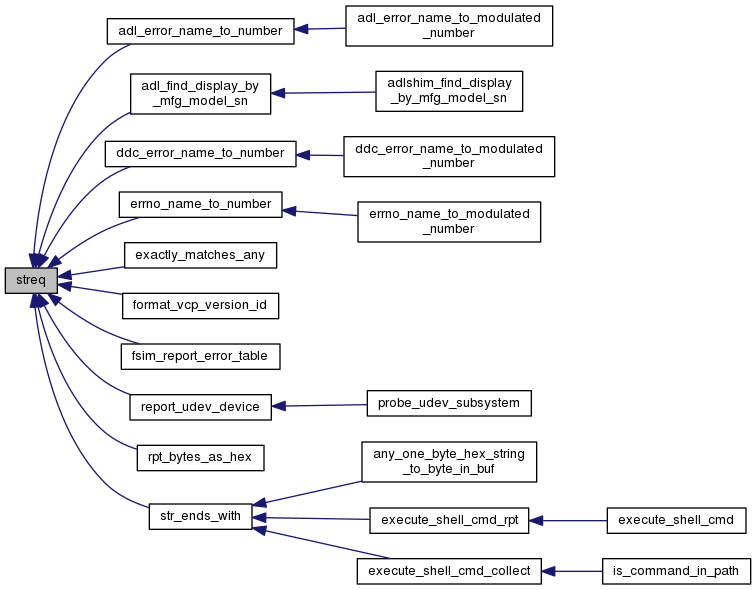 adl_error_name_to_number
adl_error_name_to_modulated
_number
adl_find_display_by
_mfg_model_sn
adlshim_find_display
_by_mfg_model_sn
ddc_error_name_to_number
ddc_error_name_to_modulated
_number
errno_name_to_number
errno_name_to_modulated
_number
exactly_matches_any
streq
format_vcp_version_id
fsim_report_error_table
report_udev_device
probe_udev_subsystem
rpt_bytes_as_hex
any_one_byte_hex_string
_to_byte_in_buf
str_ends_with
execute_shell_cmd_rpt
execute_shell_cmd
execute_shell_cmd_collect
is_command_in_path